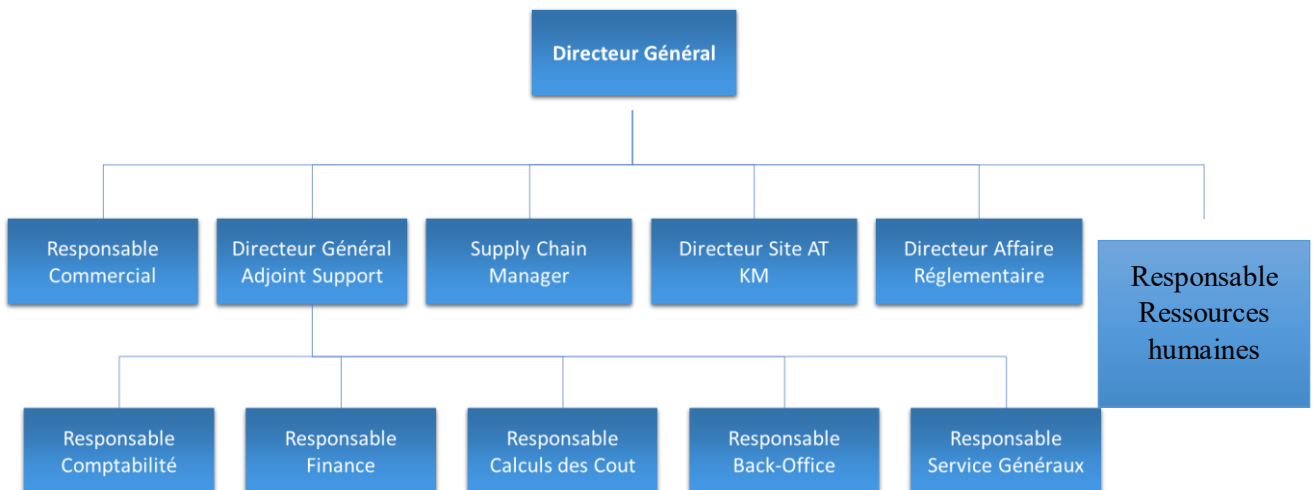 Directeur Général
Responsable
Commercial
Directeur Général
Adjoint Support
Supply Chain
Manager
Directeur Site AT
KM
Directeur Affaire
Réglementaire
Responsable
Ressources
humaines
Responsable
Comptabilité
Responsable
Finance
Responsable
Calculs des Cout
Responsable
Back-Office
Responsable
Service Généraux